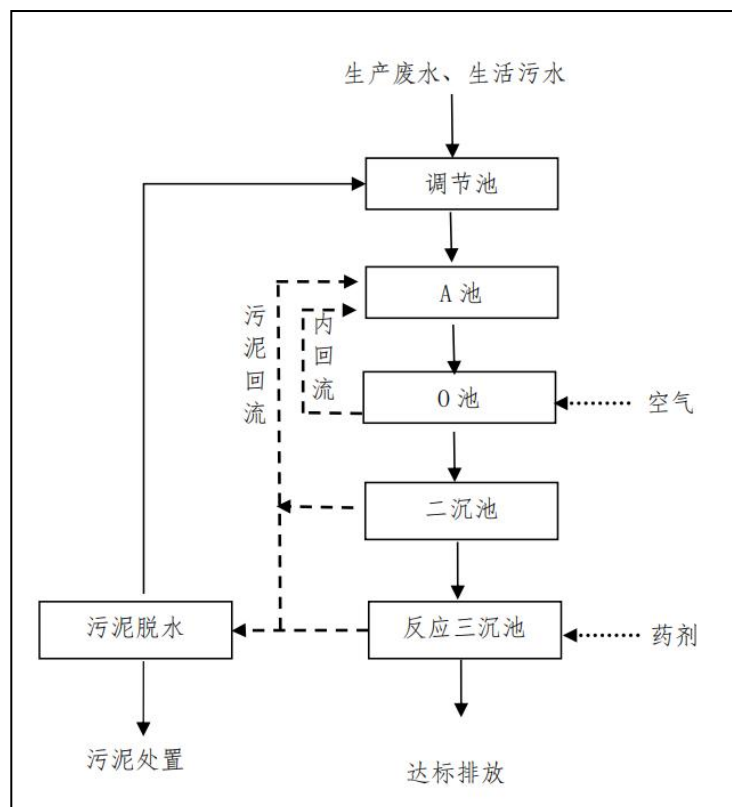 生产废水、生活污水
调节池
A池
污泥回流
内回流
O池
空气
二沉池
污泥脱水
反应三沉池
药剂
污泥处置
达标排放